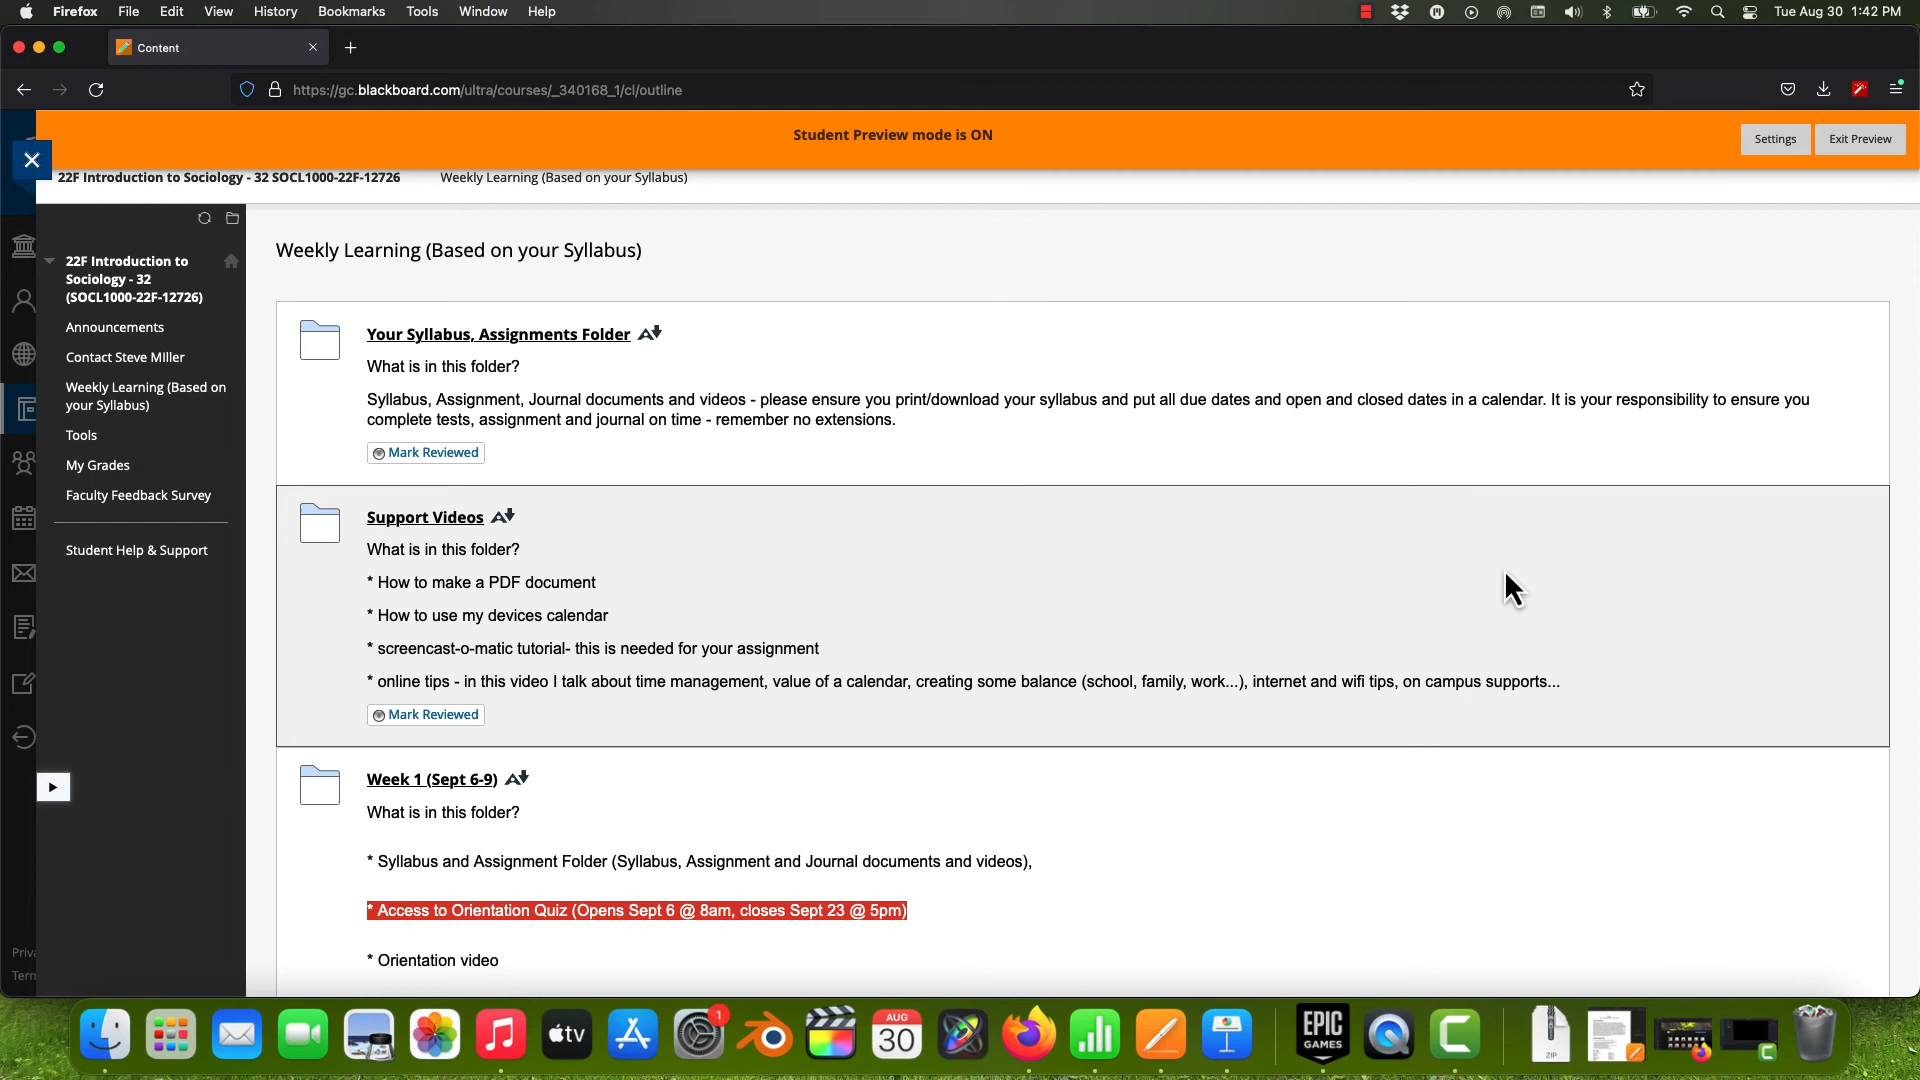 Firefox File Edit View History Bookmarks Tools Window Help
Tue Aug 30 1:42 PM
Content
https://gc.blackboard.com/ultra/courses/_340168_1/cl/outline
Student Preview mode is ON
Settings
Exit Preview
22F Introduction to Sociology - 32 SOCL1000-22F-12726
Weekly Learning (Based on your Syllabus)
22F Introduction to
Sociology - 32
(SOCL1000-22F-12726)
Announcements
Contact Steve MIller
Weekly Learning (Based on
your Syllabus)
Tools
My Grades
Faculty Feedback Survey
Student Help & Support
Weekly Learning (Based on your Syllabus)
Your Syllabus, Assignments Folder
What is in this folder?
Syllabus, Assignment, Journal documents and videos - please ensure you print/download your syllabus and put all due dates and open and closed dates in a calendar. It is your responsibility to ensure you
complete tests, assignment and journal on time - remember no extensions.
Mark Reviewed
Support Videos
What is in this folder?
* How to make a PDF document
* How to use my devices calendar
* screencast-o-matic tutorial- this is needed for your assignment
* online tips - in this video I talk about time management, value of a calendar, creating some balance (school, family, work...), internet and wifi tips, on campus supports...
Mark Reviewed
Week 1 (Sept 6-9)
What is in this folder?
* Syllabus and Assignment Folder (Syllabus, Assignment and Journal documents and videos),
* Access to Orientation Quiz (Opens Sept 6 @ 8am, closes Sept 23 @ 5pm)
* Orientation video
Priva
Term
tv
1
AUG
30
EPIC
GAMES
ZIP